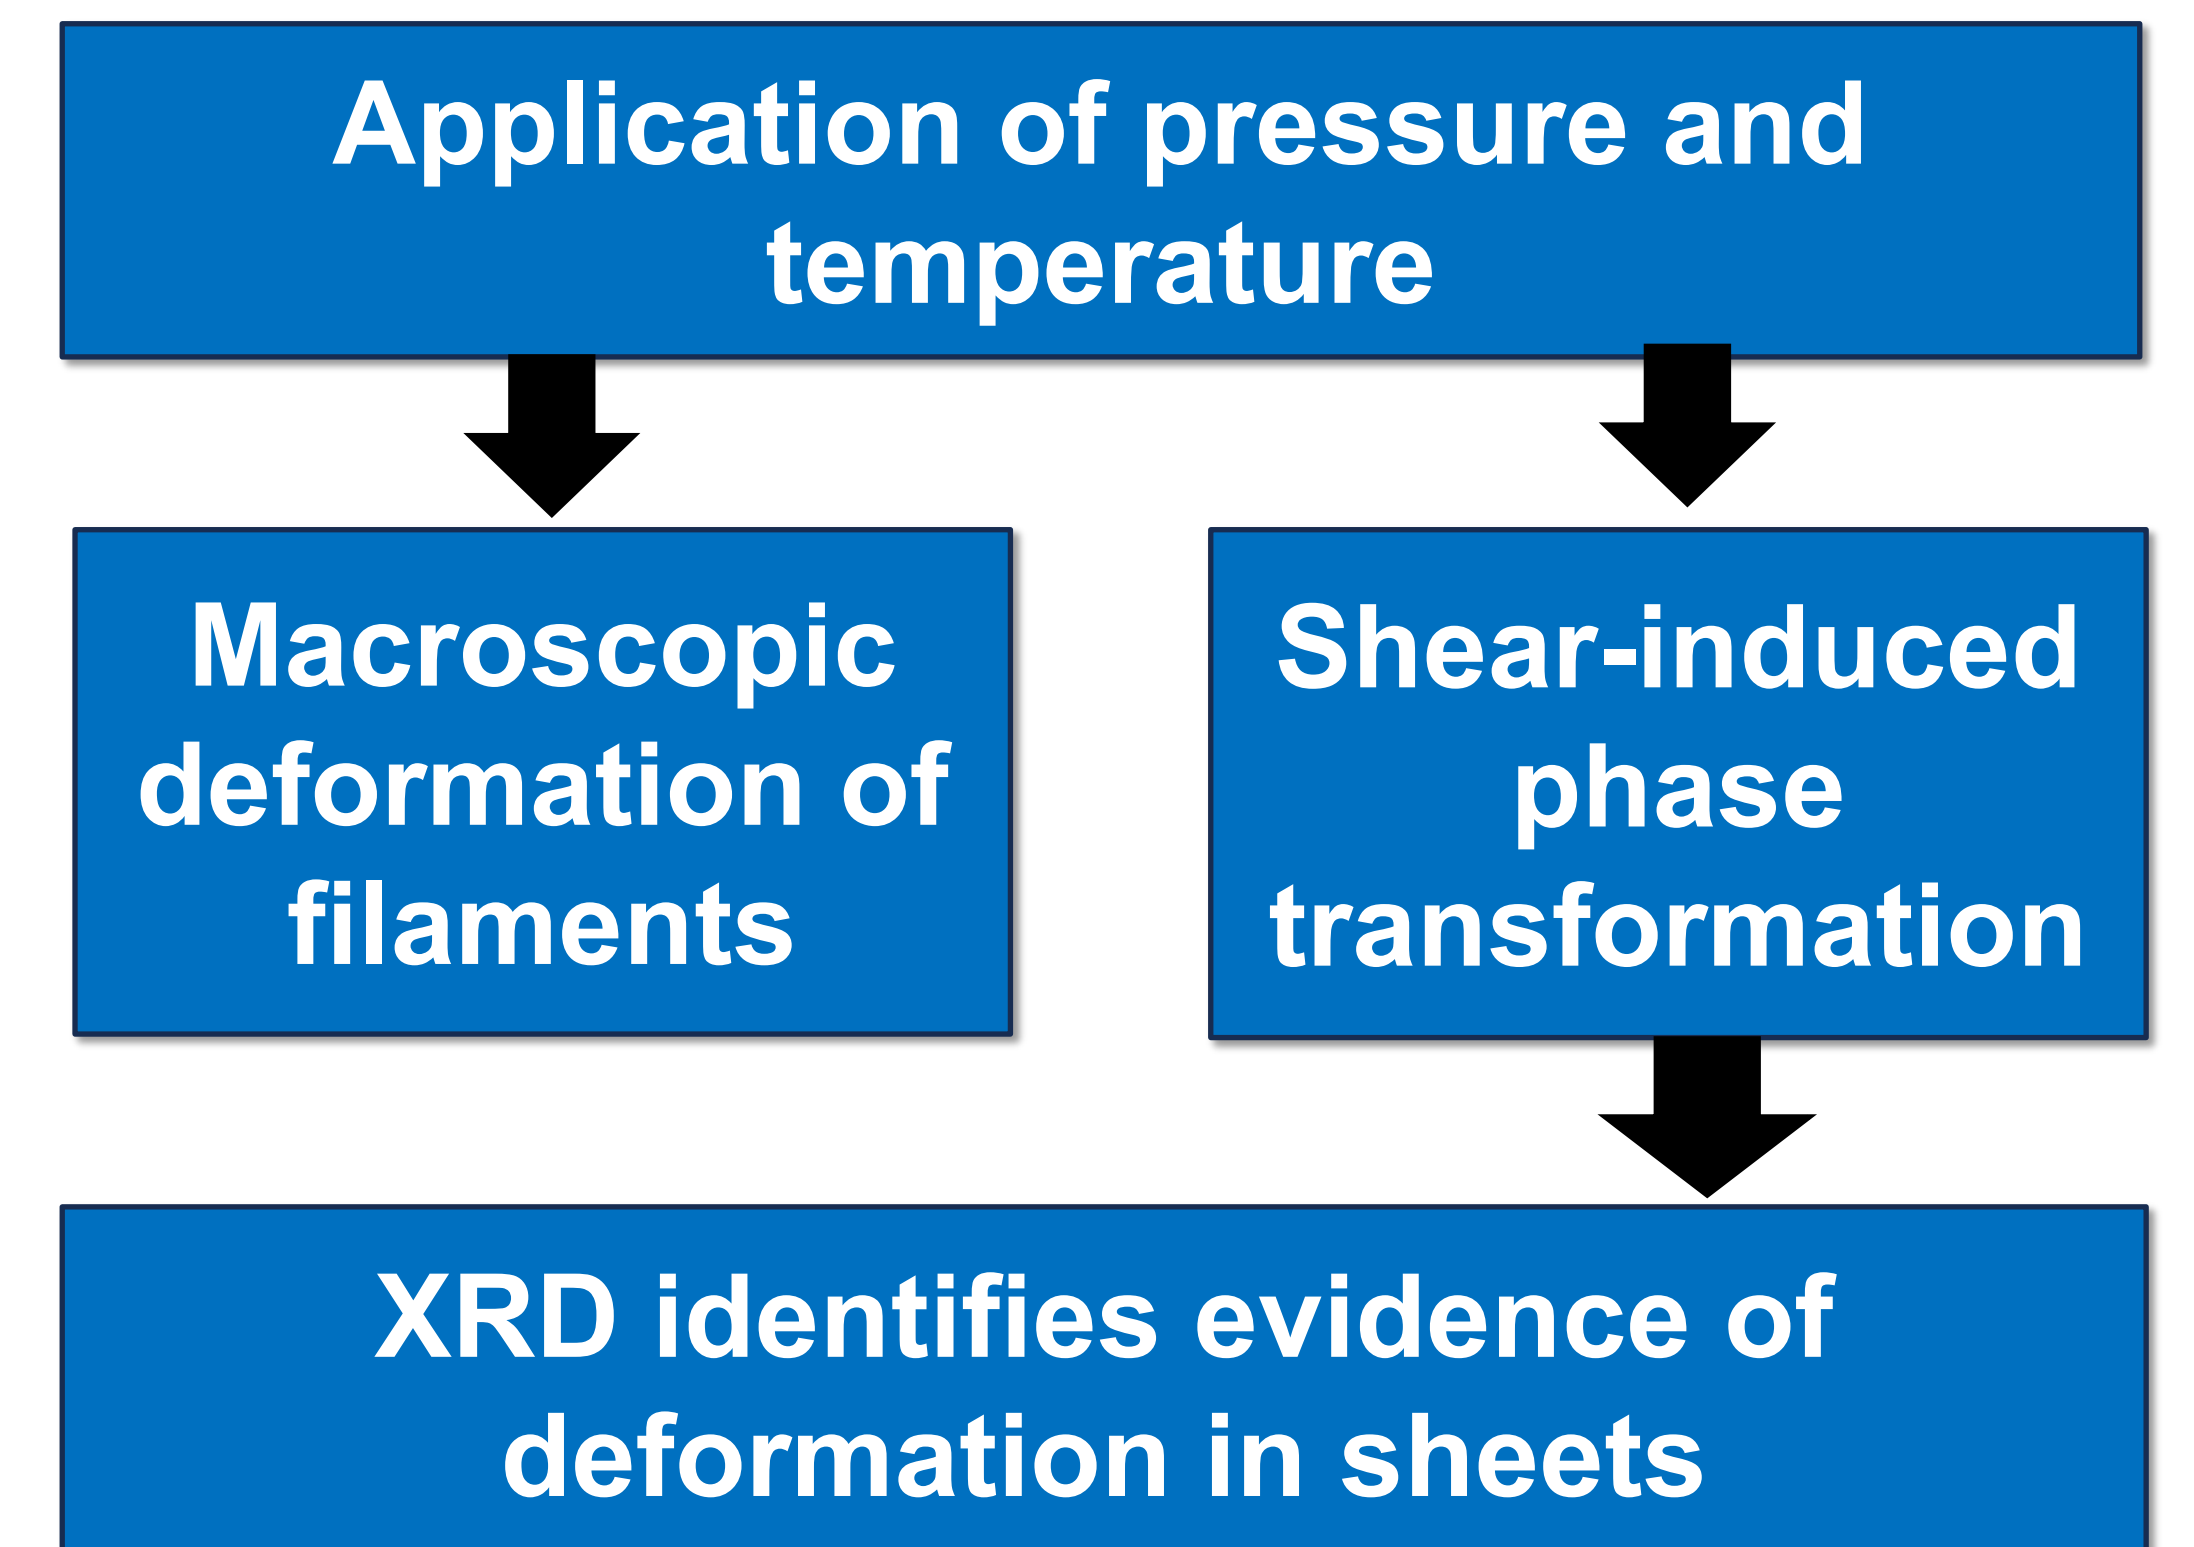 Application of pressure and
temperature
Macroscopic
deformation of
filaments
Shear-induced
phase
transformation
XRD identifies evidence of
deformation in sheets